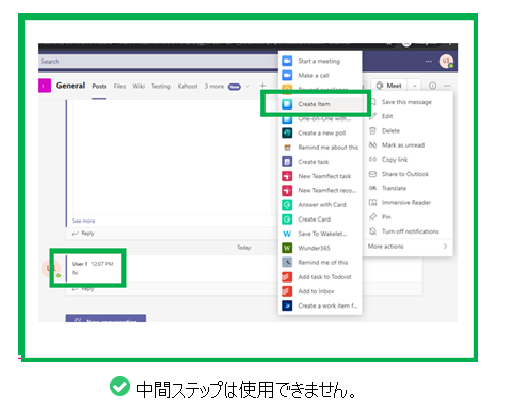 Search
General Posts Files Wiki Testing Kahoot 3 more New
Meet
Start a meeting
Make a call
Create Item
One-on-One with...
Create a new poll
Remind me about this
Create task
New Teamflect task
New Teamflect reco...
Answer with Card
Create Card
Save To Wakelet...
Wunder365
Remind me of this
Add task to Todoist
Add to Inbox
Create a work item f...
Save this message
Edit
Delete
Mark as unread
Copy link
Share to Outlook
Translate
Immersive Reader
Pin
Turn off notifications
More actions
See more
Reply
Today
User 1 12:07 PM
hi
Reply
New conversation
中間ステップは使用できません。